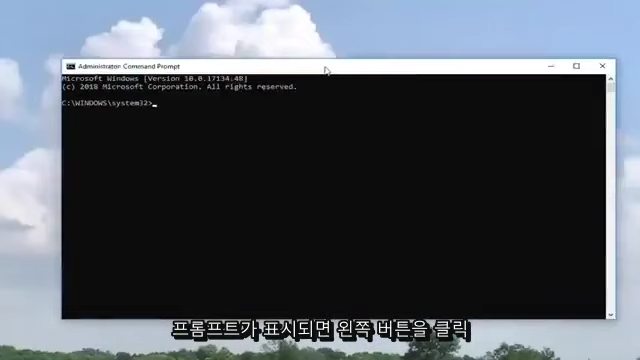 Administrator: Command Prompt
Microsoft Windows [Version 10.0.17134.48]
(c) 2018 Microsoft Corporation. All rights reserved.
C:\WINDOWS\system32>
프롬프트가 표시되면 왼쪽 버튼을 클릭